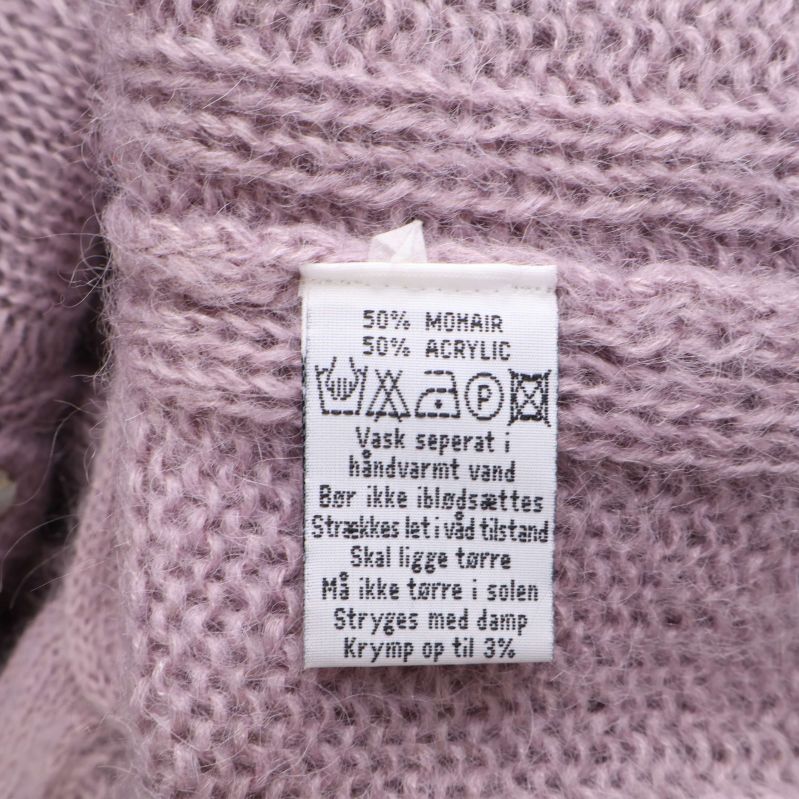 50% MOHAIR
50% ACRYLIC
P
Vask seperat i
håndvarmt vand
Bør ikke iblødsættes
Strækkes let i våd tilstand
Skal ligge tørre
Må ikke tørre i solen
Stryges med damp
Krymp op til 3%